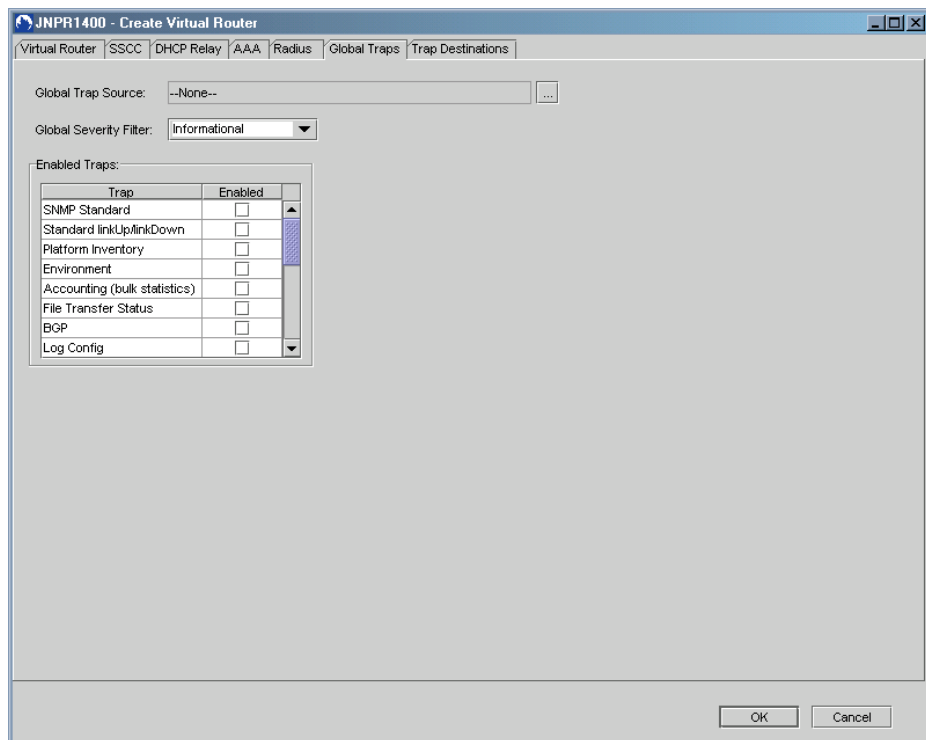 JNPR1400 - Create Virtual Router
Virtual Router SSCC DHCP Relay AAA Radius Global Traps Trap Destinations
Global Trap Source: --None-- ...
Global Severity Filter: Informational
Enabled Traps:
Trap Enabled
SNMP Standard
Standard linkUp/linkDown
Platform Inventory
Environment
Accounting (bulk statistics)
File Transfer Status
BGP
Log Config
OK Cancel